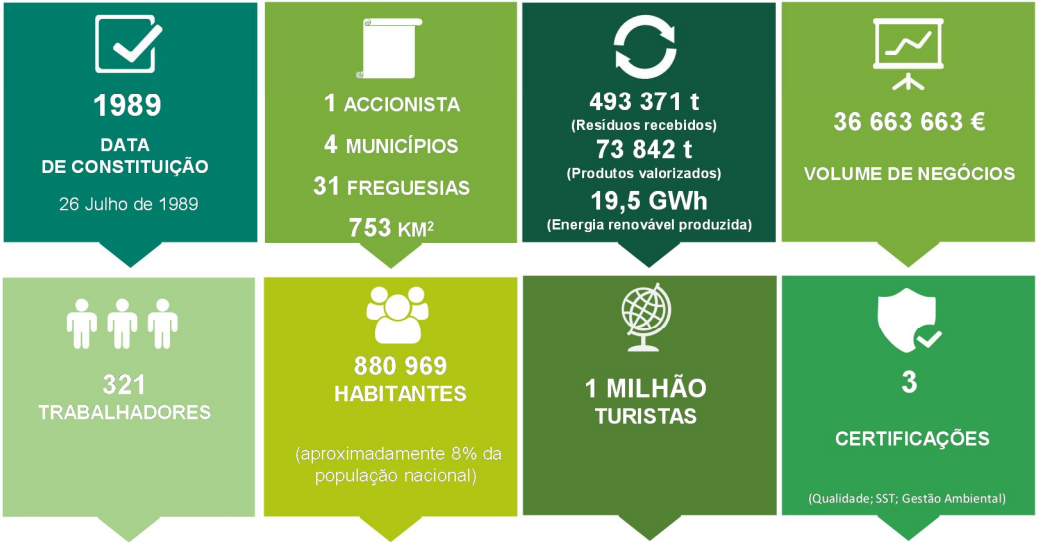 1989
DATA
DE CONSTITUIÇÃO
26 Julho de 1989
1 ACCIONISTA
4 MUNICÍPIOS
31 FREGUESIAS
753 KM²
493 371 t
(Resíduos recebidos)
73 842 t
(Produtos valorizados)
19,5 GWh
(Energia renovável produzida)
36 663 663 €
VOLUME DE NEGÓCIOS
321
TRABALHADORES
880 969
HABITANTES
(aproximadamente 8% da
população nacional)
1 MILHÃO
TURISTAS
3
CERTIFICAÇÕES
(Qualidade; SST; Gestão Ambiental)